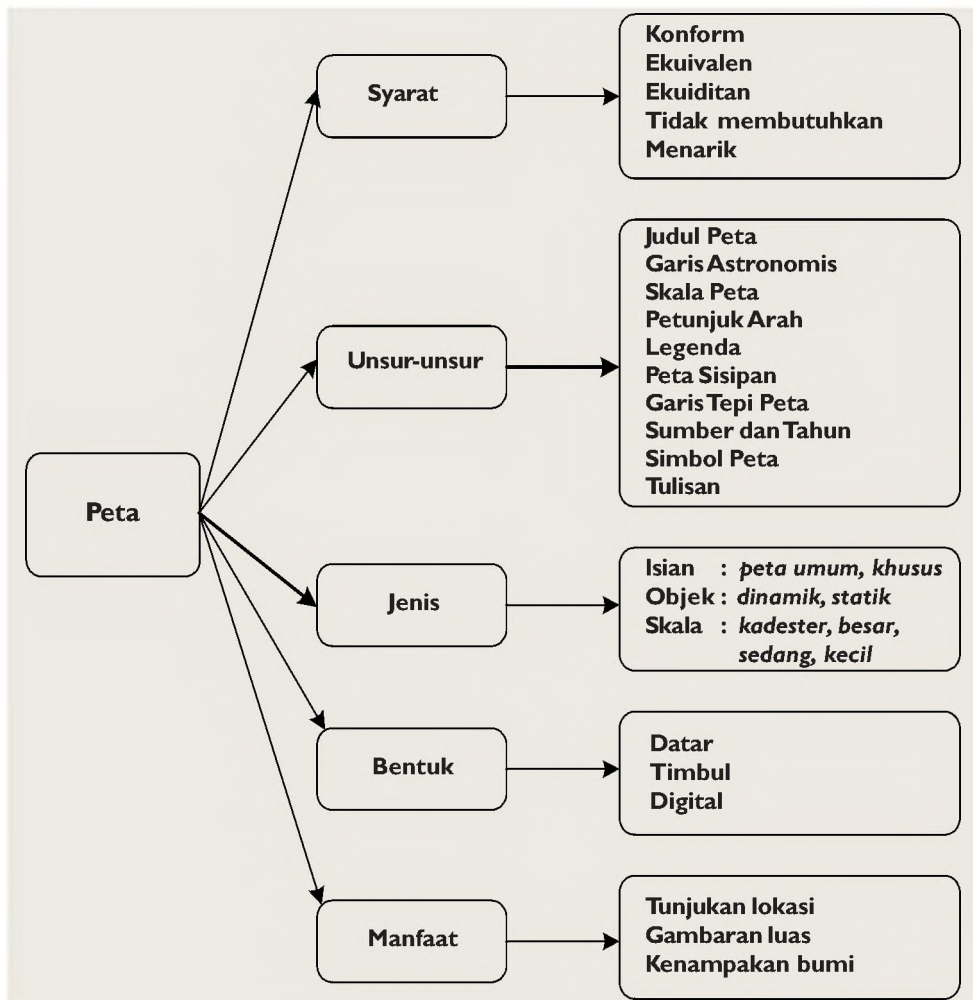 Peta
Syarat
Konform
Ekuivalen
Ekuiditan
Tidak membutuhkan
Menarik
Unsur-unsur
Judul Peta
Garis Astronomis
Skala Peta
Petunjuk Arah
Legenda
Peta Sisipan
Garis Tepi Peta
Sumber dan Tahun
Simbol Peta
Tulisan
Jenis
Isian : peta umum, khusus
Objek : dinamik, statik
Skala : kadester, besar,
sedang, kecil
Bentuk
Datar
Timbul
Digital
Manfaat
Tunjukan lokasi
Gambaran luas
Kenampakan bumi